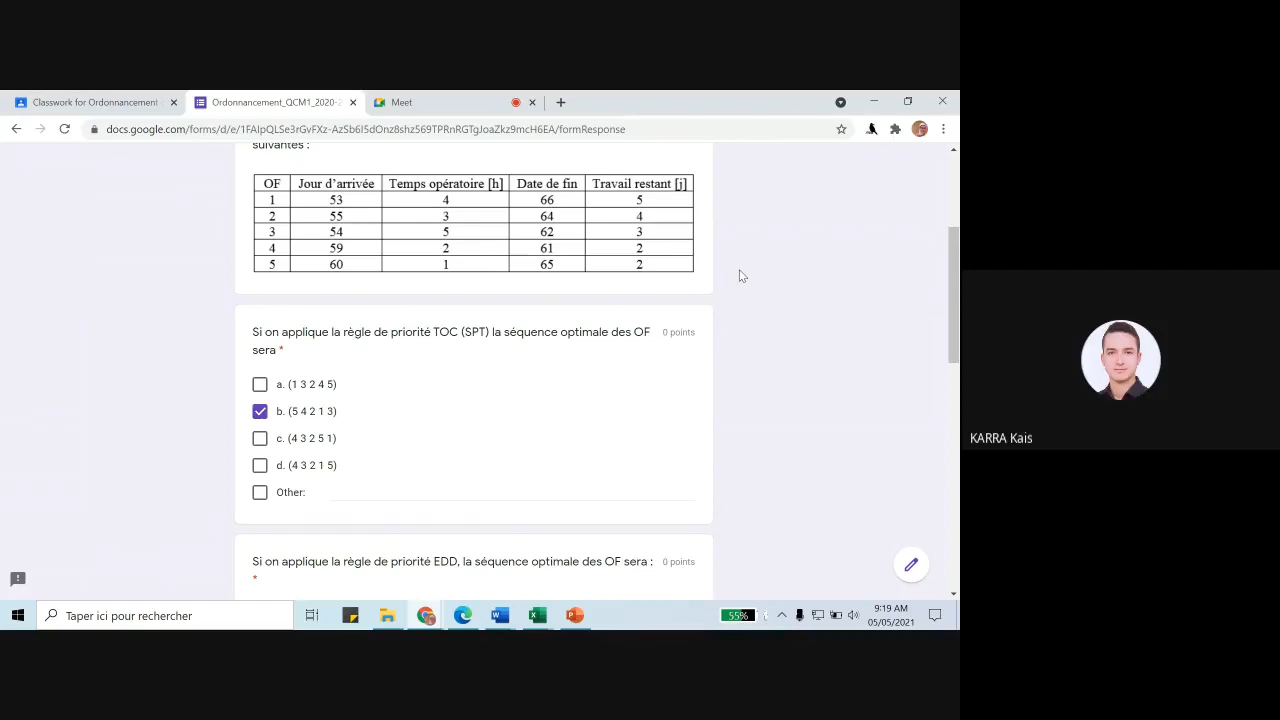 Classwork for Ordonnancement
Ordonnancement_QCM1_2020-2
Meet
docs.google.com/forms/d/e/1FAIpQLSe3rGvFXz-AzSb6I5dOnz8shz569TPRnRGTgJoaZkz9mcH6EA/formResponse
suivantes :
OF Jour d'arrivée Temps opératoire [h] Date de fin Travail restant [j]
1 53 4 66 5
2 55 3 64 4
3 54 5 62 3
4 59 2 61 2
5 60 1 65 2
Si on applique la règle de priorité TOC (SPT) la séquence optimale des OF
sera *
0 points
a. (1 3 2 4 5)
b. (5 4 2 1 3)
c. (4 3 2 5 1)
d. (4 3 2 1 5)
Other:
Si on applique la règle de priorité EDD, la séquence optimale des OF sera :
*
0 points
KARRA Kais
Taper ici pour rechercher
55%
9:19 AM
05/05/2021